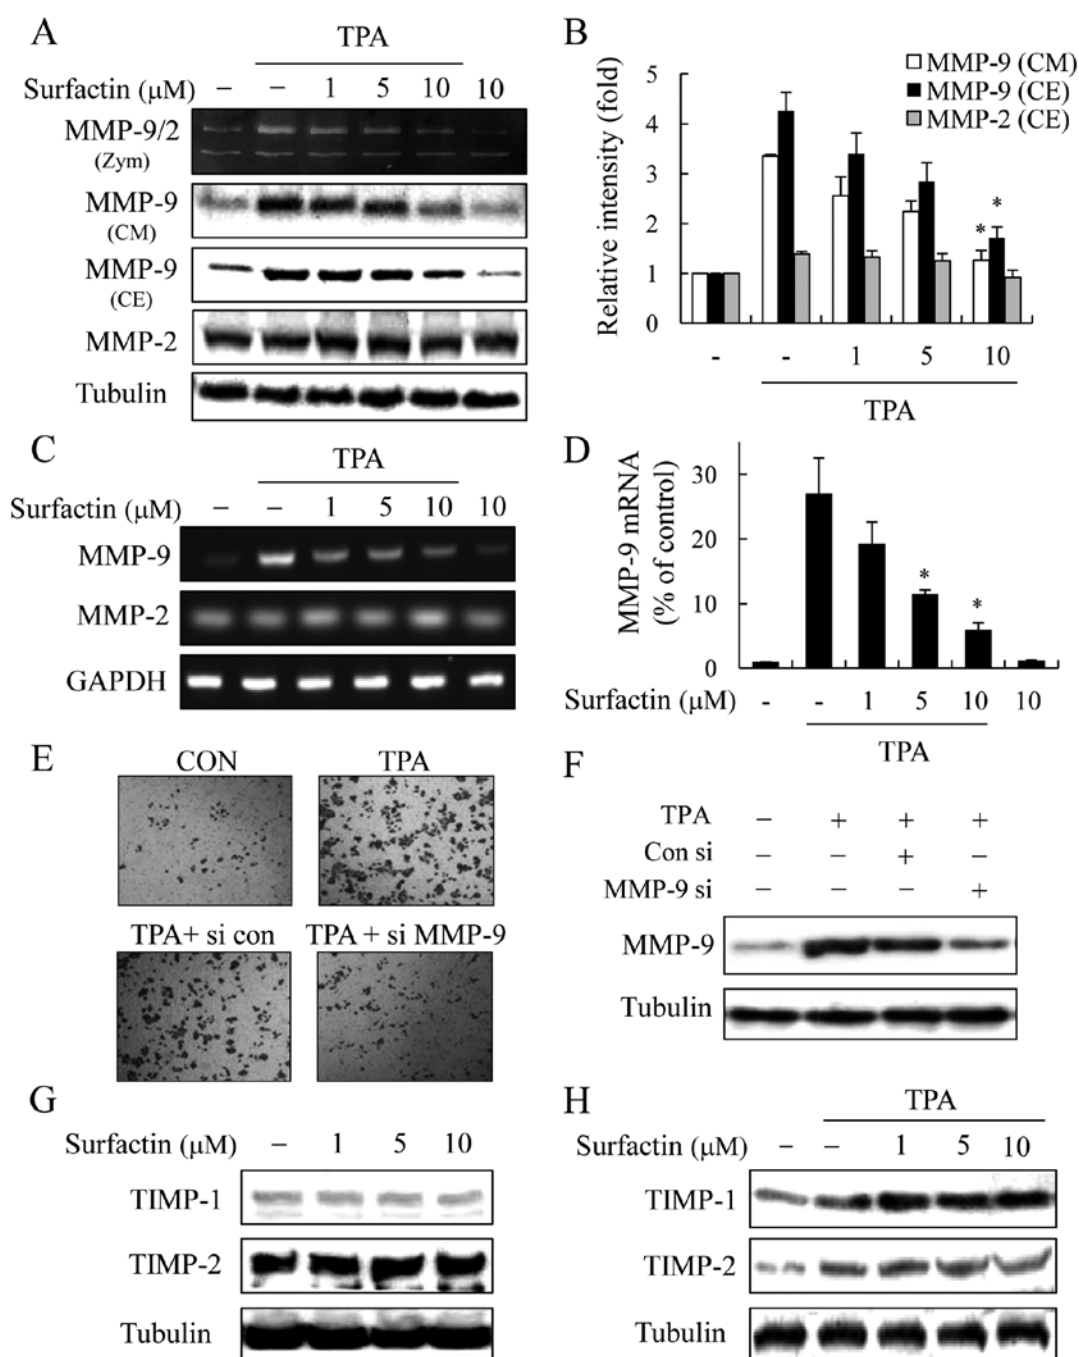 A
TPA
Surfactin (μM) – – 1 5 10 10
MMP-9/2
(Zym)
MMP-9
(CM)
MMP-9
(CE)
MMP-2
Tubulin
B
MMP-9 (CM)
MMP-9 (CE)
MMP-2 (CE)
Relative intensity (fold)
5
4
3
2
1
0
* *
- - 1 5 10
TPA
C
TPA
Surfactin (μM) – – 1 5 10 10
MMP-9
MMP-2
GAPDH
D
MMP-9 mRNA
(% of control)
30
20
10
0
* *
Surfactin (μM) - - 1 5 10 10
TPA
E
CON TPA
TPA+ si con TPA + si MMP-9
F
TPA – + + +
Con si – – + –
MMP-9 si – – – +
MMP-9
Tubulin
G
Surfactin (μM) – 1 5 10
TIMP-1
TIMP-2
Tubulin
H
TPA
Surfactin (μM) – – 1 5 10
TIMP-1
TIMP-2
Tubulin